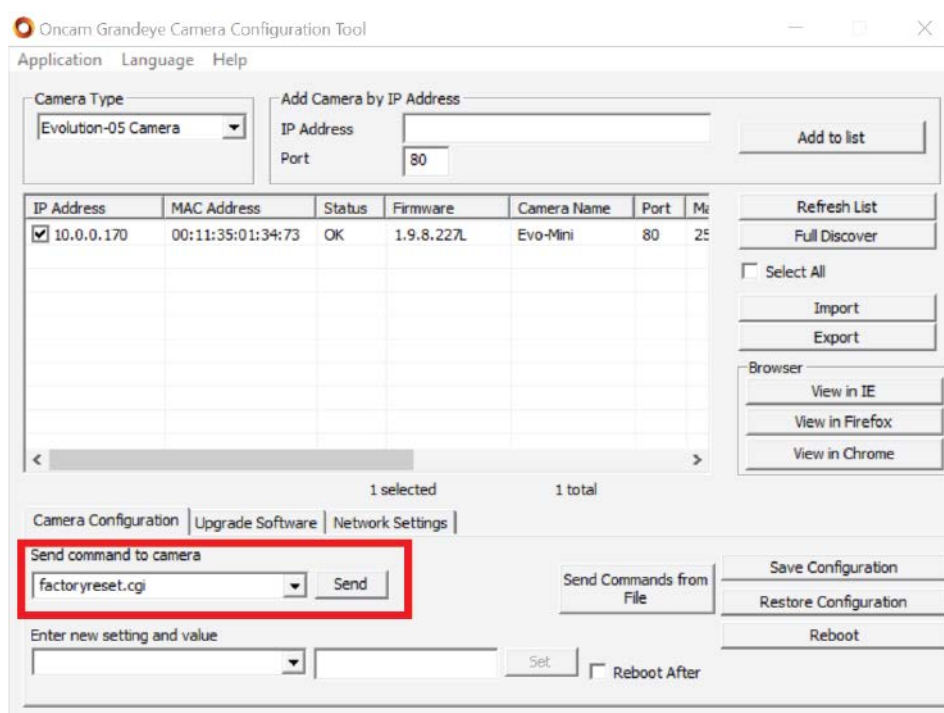 Oncam Grandeye Camera Configuration Tool
Application Language Help
Camera Type
Evolution-05 Camera
Add Camera by IP Address
IP Address
Port 80
Add to list
IP Address MAC Address Status Firmware Camera Name Port Ma
10.0.0.170 00:11:35:01:34:73 OK 1.9.8.227L Evo-Mini 80 25
Refresh List
Full Discover
Select All
Import
Export
Browser
View in IE
View in Firefox
View in Chrome
1 selected 1 total
Camera Configuration Upgrade Software Network Settings
Send command to camera
factoryreset.cgi Send
Send Commands from
File
Save Configuration
Restore Configuration
Reboot
Enter new setting and value
Set Reboot After